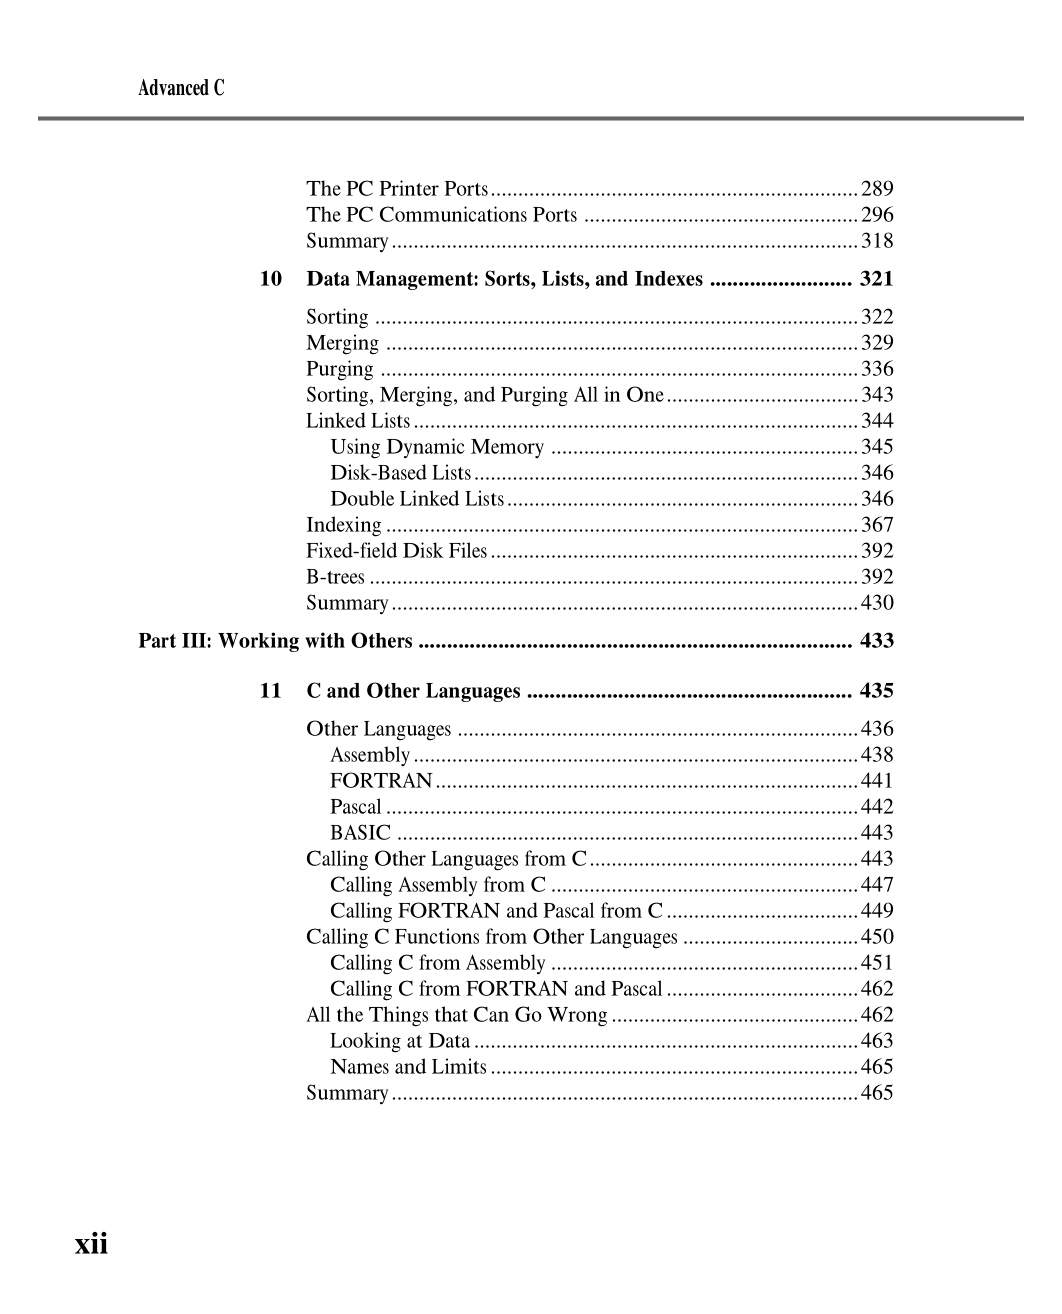 Advanced C
The PC Printer Ports ................................................................... 289
The PC Communications Ports .................................................. 296
Summary ..................................................................................... 318
10 Data Management: Sorts, Lists, and Indexes ......................... 321
Sorting ........................................................................................ 322
Merging ...................................................................................... 329
Purging ....................................................................................... 336
Sorting, Merging, and Purging All in One ................................... 343
Linked Lists ................................................................................. 344
Using Dynamic Memory ........................................................ 345
Disk-Based Lists ...................................................................... 346
Double Linked Lists ................................................................ 346
Indexing ...................................................................................... 367
Fixed-field Disk Files ................................................................... 392
B-trees ......................................................................................... 392
Summary ..................................................................................... 430
Part III: Working with Others ............................................................................ 433
11 C and Other Languages ......................................................... 435
Other Languages ......................................................................... 436
Assembly ................................................................................. 438
FORTRAN ............................................................................. 441
Pascal ...................................................................................... 442
BASIC .................................................................................... 443
Calling Other Languages from C ................................................. 443
Calling Assembly from C ........................................................ 447
Calling FORTRAN and Pascal from C ................................... 449
Calling C Functions from Other Languages ................................ 450
Calling C from Assembly ........................................................ 451
Calling C from FORTRAN and Pascal ................................... 462
All the Things that Can Go Wrong ............................................. 462
Looking at Data ...................................................................... 463
Names and Limits ................................................................... 465
Summary ..................................................................................... 465
xii